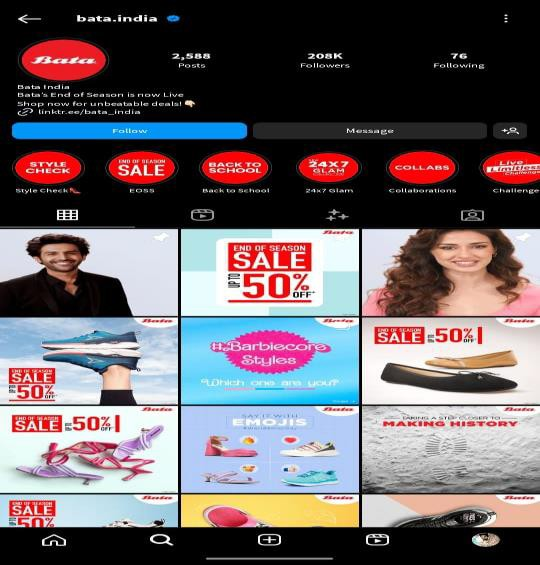 bata.india
Bata
2,588
208K
76
Posts
Followers
Following
Bata India
Bata's End of Season is now Live
Shop now for unbeatable deals!
linktr.ee/bata_india
Follow
Message
STYLE
CHECK
END OF SEASON
SALE
BACK TO
SCHOOL
24X7
GLAM
COLLABS
Live
Limitless
Challenge
Style Check
EOSS
Back to School
24x7 Glam
Collaborations
Challenge
Bata
END OF SEASON
SALE
UPTO
50%
OFF*
END OF SEASON
SALE
UPTO
50%
OFF*
Bata
#Barbiecore
Styles
Which one are you?
Bata
END OF SEASON
SALE
UPTO
50%
OFF*
Bata
END OF SEASON
SALE
UPTO
50%
OFF*
Bata
SAY IT WITH
EMOJIS
Bata
TAKING A STEP CLOSER TO
MAKING HISTORY
Bata
END OF SEASON
SALE
50%
Bata
Bata